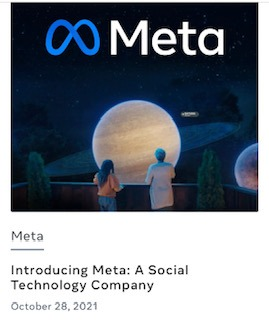 Meta
Meta
Introducing Meta: A Social
Technology Company
October 28, 2021